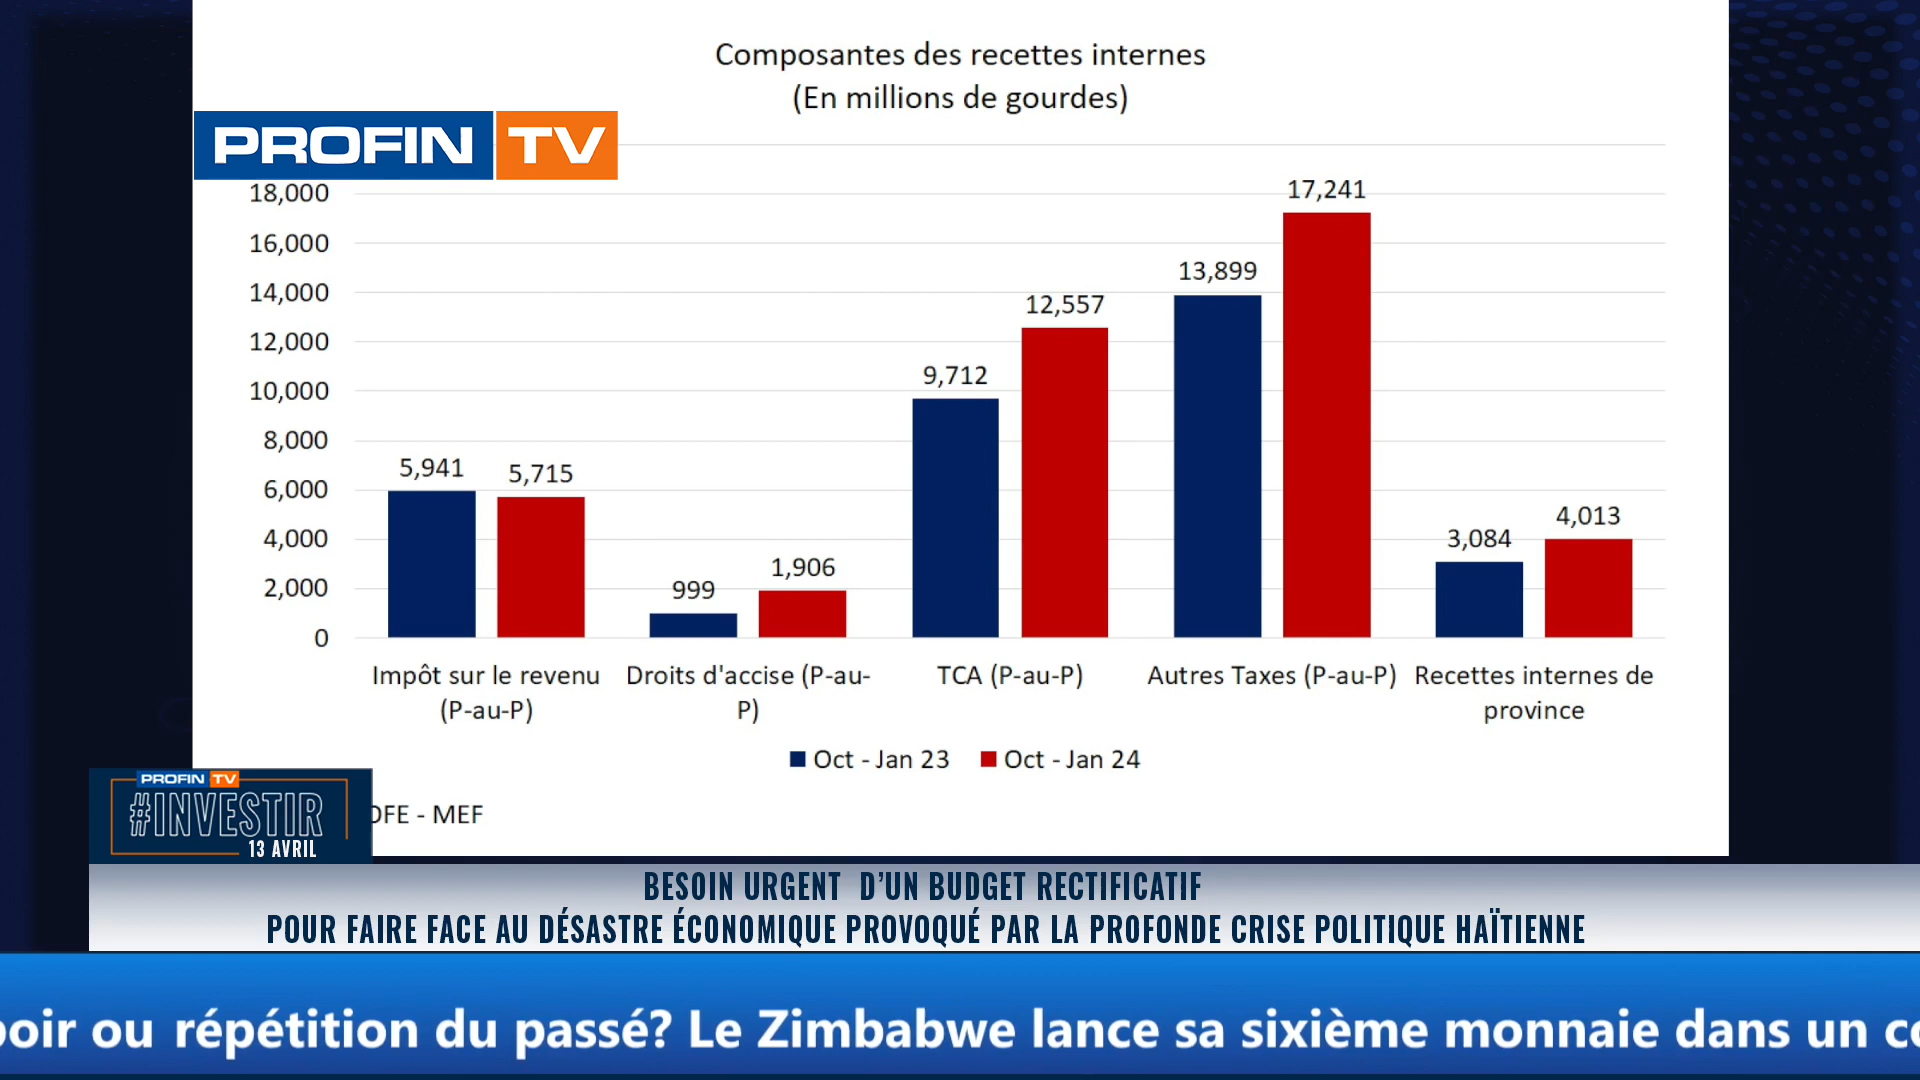 Composantes des recettes internes
(En millions de gourdes)
PROFIN TV
18,000
16,000
14,000
12,000
10,000
8,000
6,000
4,000
2,000
0
5,941
5,715
999
1,906
9,712
12,557
13,899
17,241
3,084
4,013
Impôt sur le revenu
(P-au-P)
Droits d'accise (P-au-
P)
TCA (P-au-P)
Autres Taxes (P-au-P)
Recettes internes de
province
Oct - Jan 23
Oct - Jan 24
PROFIN TV
#INVESTIR
13 AVRIL
DFE - MEF
BESOIN URGENT D’UN BUDGET RECTIFICATIF
POUR FAIRE FACE AU DÉSASTRE ÉCONOMIQUE PROVOQUÉ PAR LA PROFONDE CRISE POLITIQUE HAÏTIENNE
ou répétition du passé? Le Zimbabwe lance sa sixième monnaie dans un